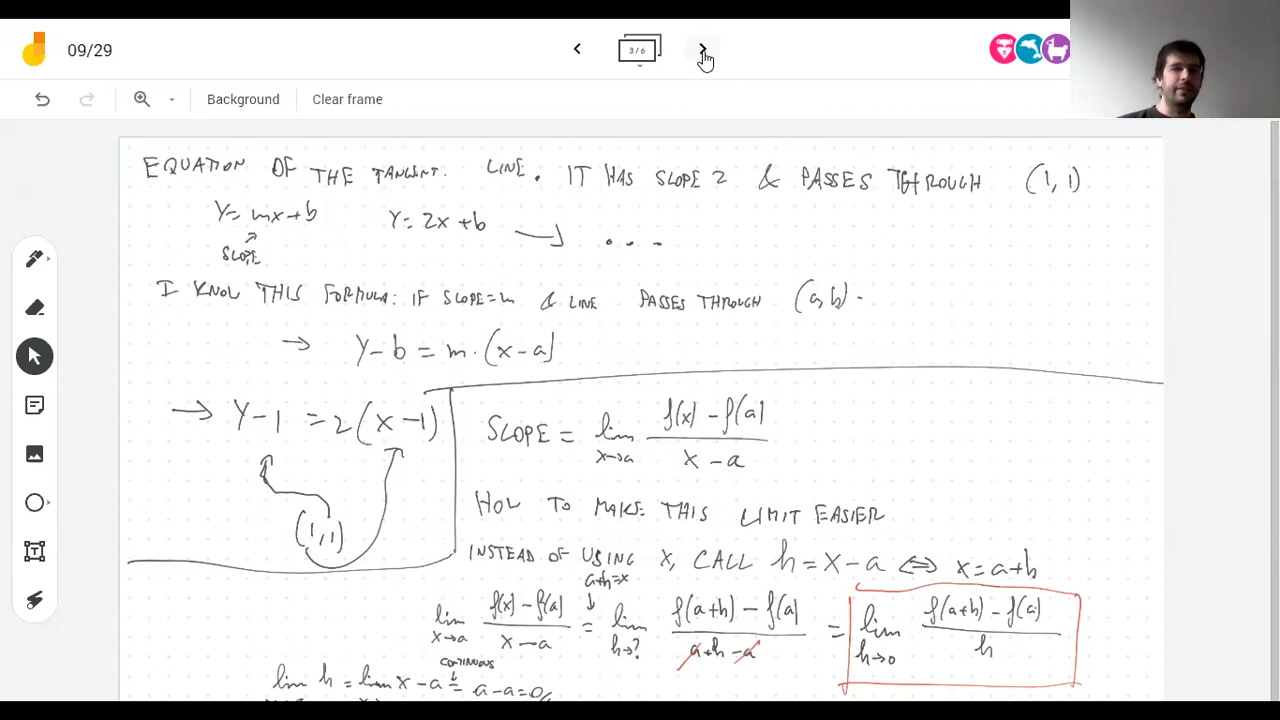 09/29
3/6
Background
Clear frame
EQUATION OF THE TANGENT. LINE. IT HAS SLOPE 2 & PASSES THROUGH (1,1)
Y= mx+b Y= 2x+b → ...
SLOPE
I KNOW THIS FORMULA: IF SLOPE=m & LINE PASSES THROUGH (a,b).
→ Y-b = m·(x-a)
→ Y-1 = 2(x-1)
(1,1)
SLOPE = lim x→a f(x)-f(a) / x-a
HOW TO MAKE THIS LIMIT EASIER
INSTEAD OF USING x, CALL h=x-a ⟺ x=a+h
a+h=x
lim x→a f(x)-f(a) / x-a = lim h→? f(a+h)-f(a) / a+h-a = lim h→0 f(a+h)-f(a) / h
CONTINUOUS
lim h = lim x-a = a-a=0